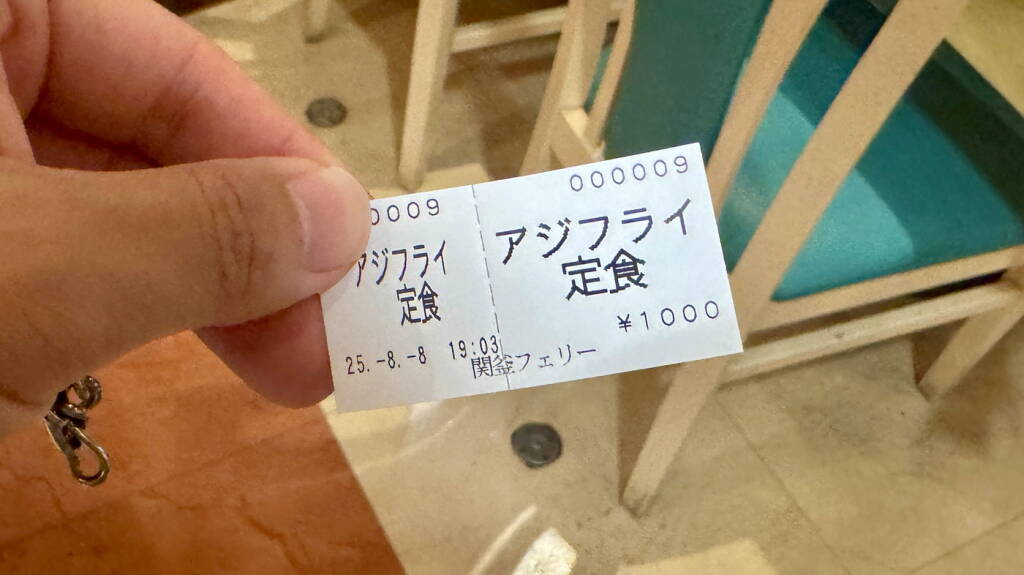 0009
アジフライ
定食
25.-8.-8 19:03
000009
アジフライ
定食
¥1000
関釜フェリー